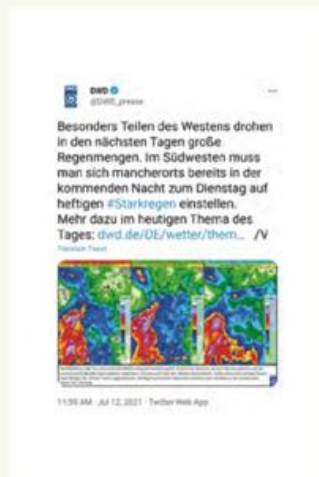 DWD
@DWD_presse
Besonders Teilen des Westens drohen
in den nächsten Tagen große
Regenmengen. Im Südwesten muss
man sich mancherorts bereits in der
kommenden Nacht zum Dienstag auf
heftigen #Starkregen einstellen.
Mehr dazu im heutigen Thema des
Tages: dwd.de/DE/wetter/them... /V
Translate Tweet
11:59 AM · Jul 12, 2021 · Twitter Web App